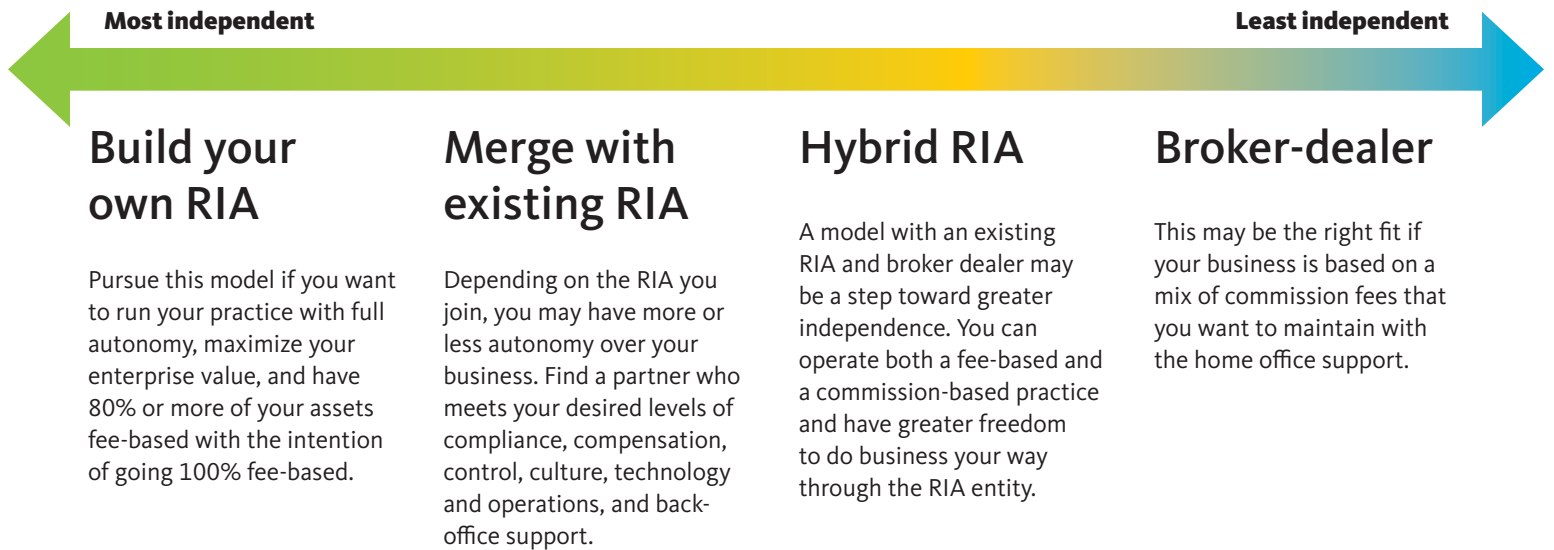 Most independent
Least independent
Build your
own RIA
Pursue this model if you want
to run your practice with full
autonomy, maximize your
enterprise value, and have
80% or more of your assets
fee-based with the intention
of going 100% fee-based.
Merge with
existing RIA
Depending on the RIA you
join, you may have more or
less autonomy over your
business. Find a partner who
meets your desired levels of
compliance, compensation,
control, culture, technology
and operations, and back-
office support.
Hybrid RIA
A model with an existing
RIA and broker dealer may
be a step toward greater
independence. You can
operate both a fee-based and
a commission-based practice
and have greater freedom
to do business your way
through the RIA entity.
Broker-dealer
This may be the right fit if
your business is based on a
mix of commission fees that
you want to maintain with
the home office support.